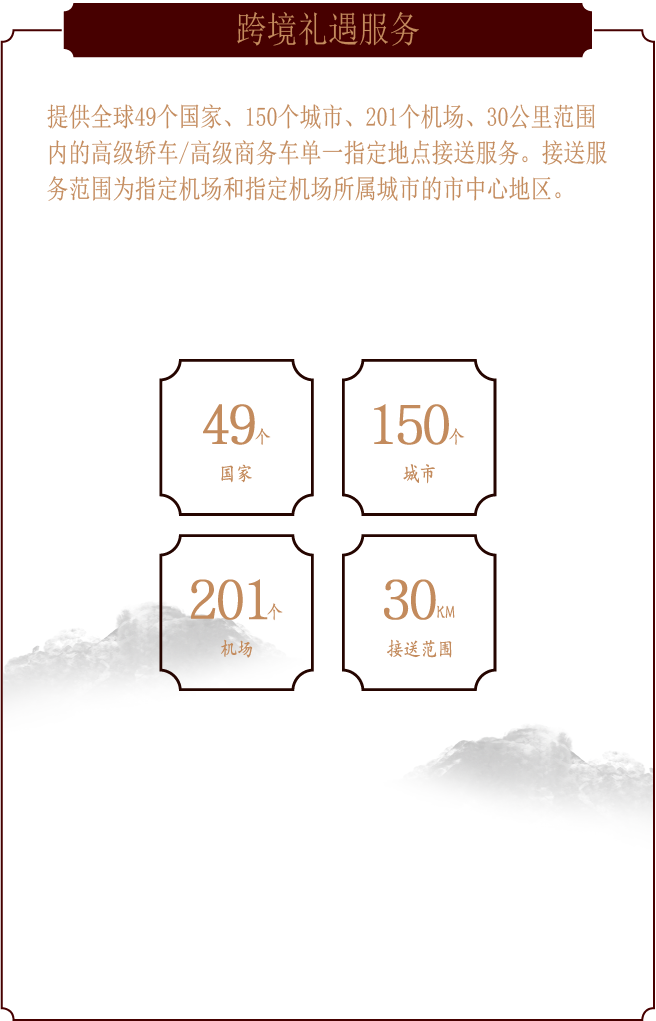 跨境礼遇服务
提供全球49个国家、150个城市、201个机场、30公里范围
内的高级轿车/高级商务车单一指定地点接送服务。接送服
务范围为指定机场和指定机场所属城市的市中心地区。
49个
国家
150个
城市
201个
机场
30KM
接送范围